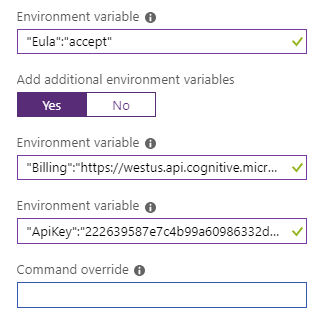 Environment variable
"Eula":"accept"
Add additional environment variables
Yes No
Environment variable
"Billing":"https://westus.api.cognitive.micr...
Environment variable
"ApiKey":"222639587e7c4b99a60986332d...
Command override